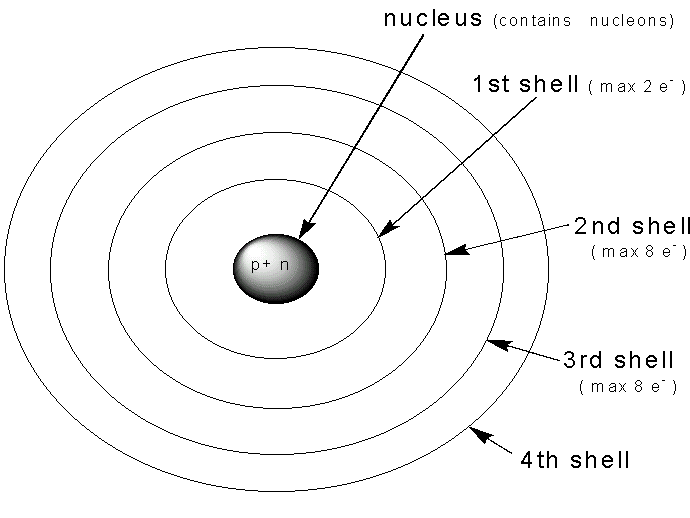 nucleus (contains nucleons)
1st shell ( max 2 e⁻ )
2nd shell
( max 8 e⁻ )
p+ n
3rd shell
( max 8 e⁻ )
4th shell